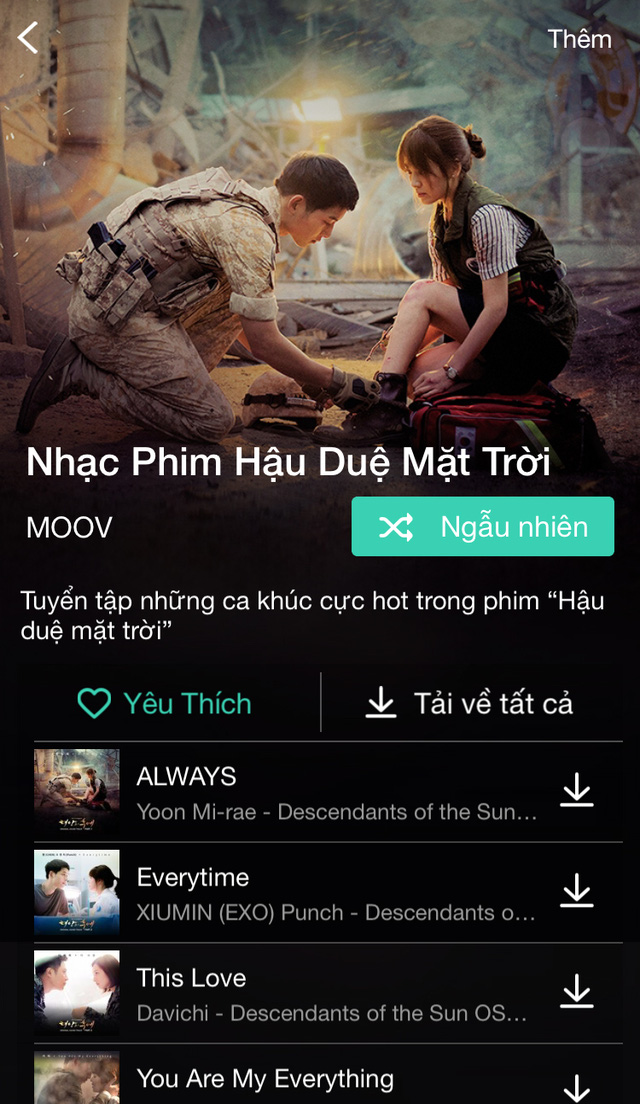 Thêm
Nhạc Phim Hậu Duệ Mặt Trời
MOOV
Ngẫu nhiên
Tuyển tập những ca khúc cực hot trong phim “Hậu
duệ mặt trời”
Yêu Thích
Tải về tất cả
ALWAYS
Yoon Mi-rae - Descendants of the Sun...
Everytime
XIUMIN (EXO) Punch - Descendants o...
This Love
Davichi - Descendants of the Sun OS...
You Are My Everything